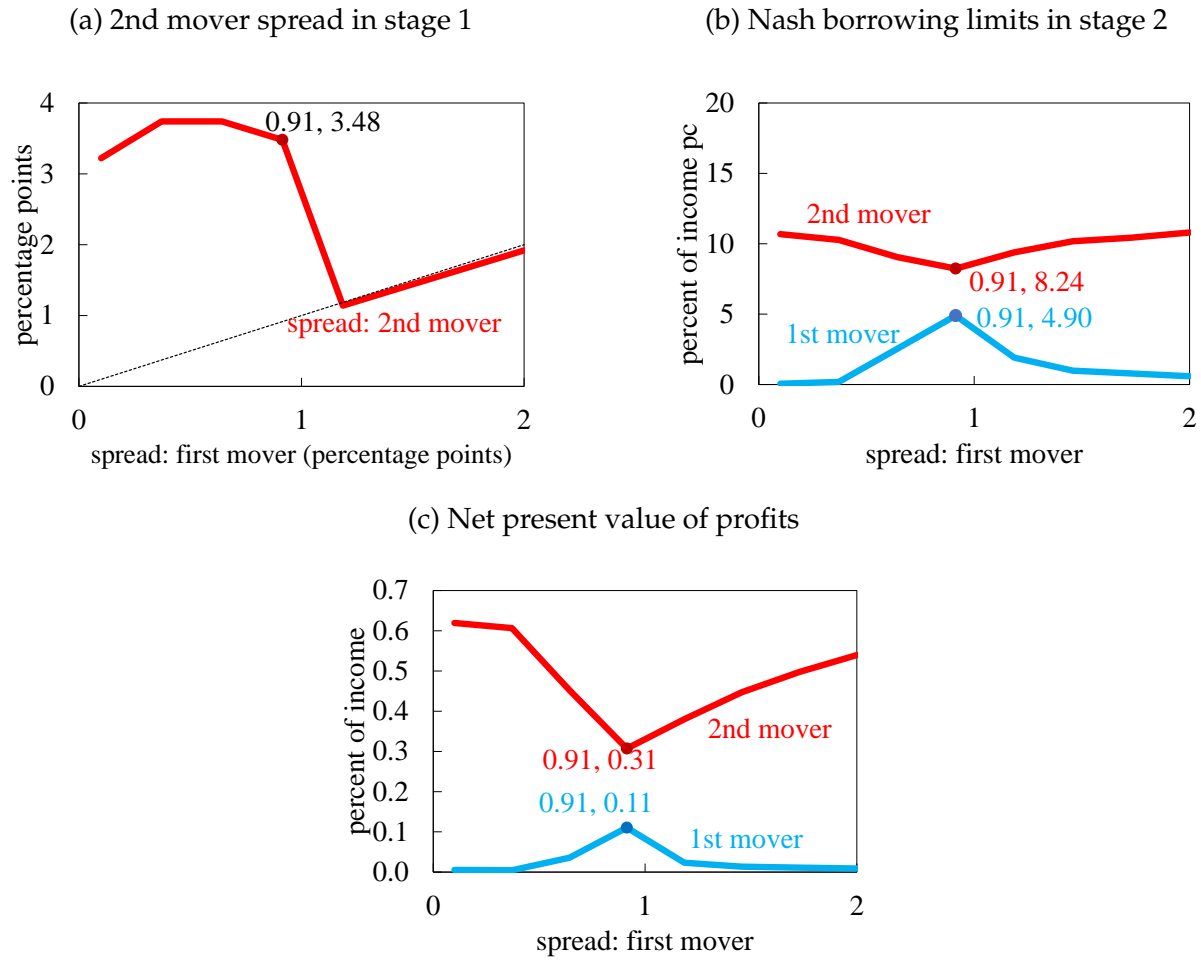 (a) 2nd mover spread in stage 1
percentage points
4
3
2
1
0
0.91, 3.48
spread: 2nd mover
0
1
2
spread: first mover (percentage points)
(b) Nash borrowing limits in stage 2
percent of income pc
20
15
10
5
0
2nd mover
0.91, 8.24
1st mover
0.91, 4.90
0
1
2
spread: first mover
(c) Net present value of profits
percent of income
0.7
0.6
0.5
0.4
0.3
0.2
0.1
0.0
2nd mover
0.91, 0.31
0.91, 0.11
1st mover
0
1
2
spread: first mover